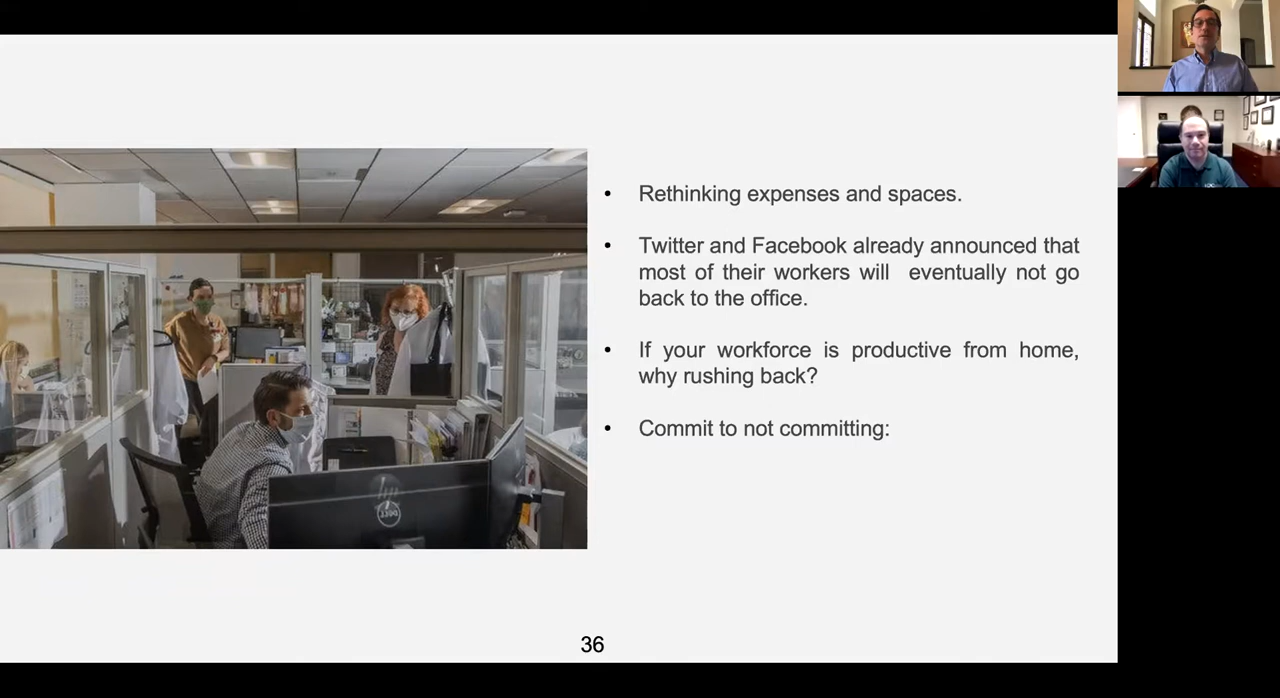 • Rethinking expenses and spaces.
• Twitter and Facebook already announced that
most of their workers will eventually not go
back to the office.
• If your workforce is productive from home,
why rushing back?
• Commit to not committing:
36